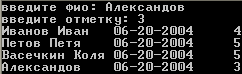 введите фио: Александов
введите отметку: 3
Иванов Иван 06-20-2004 4
Петов Петя 06-20-2004 5
Васечкин Коля 06-20-2004 5
Александов 06-20-2004 3